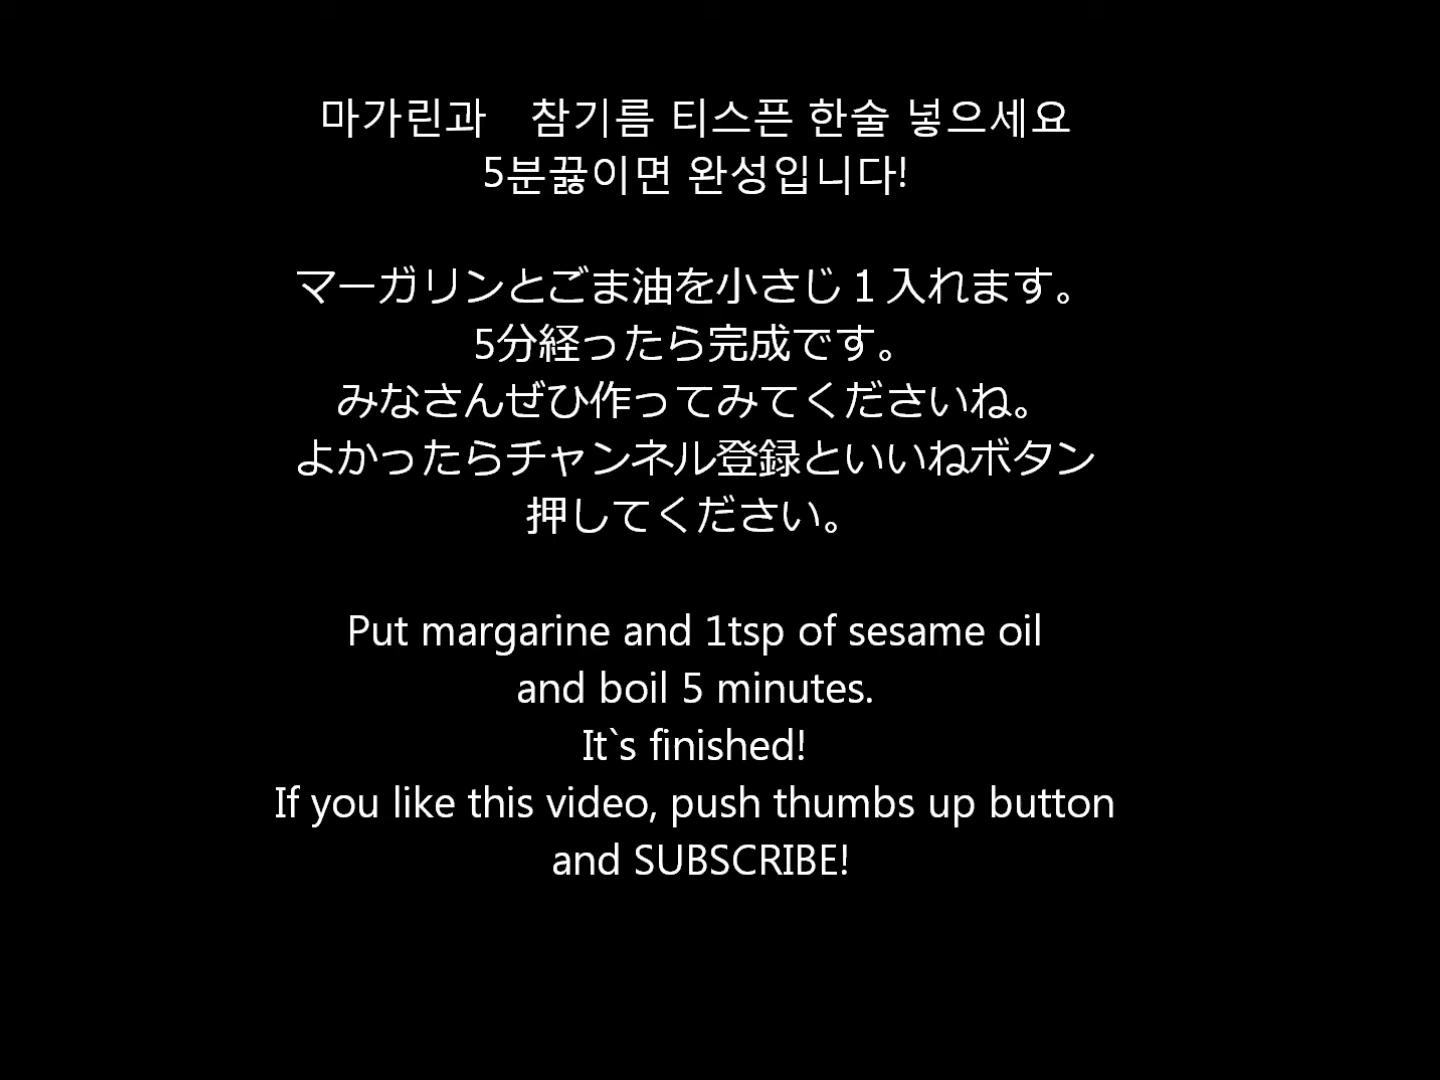 마가린과　참기름 티스픈 한술 넣으세요
5분끓이면 완성입니다!
マーガリンとごま油を小さじ１入れます。
5分経ったら完成です。
みなさんぜひ作ってみてくださいね。
よかったらチャンネル登録といいねボタン
押してください。
Put margarine and 1tsp of sesame oil
and boil 5 minutes.
It`s finished!
If you like this video, push thumbs up button
and SUBSCRIBE!